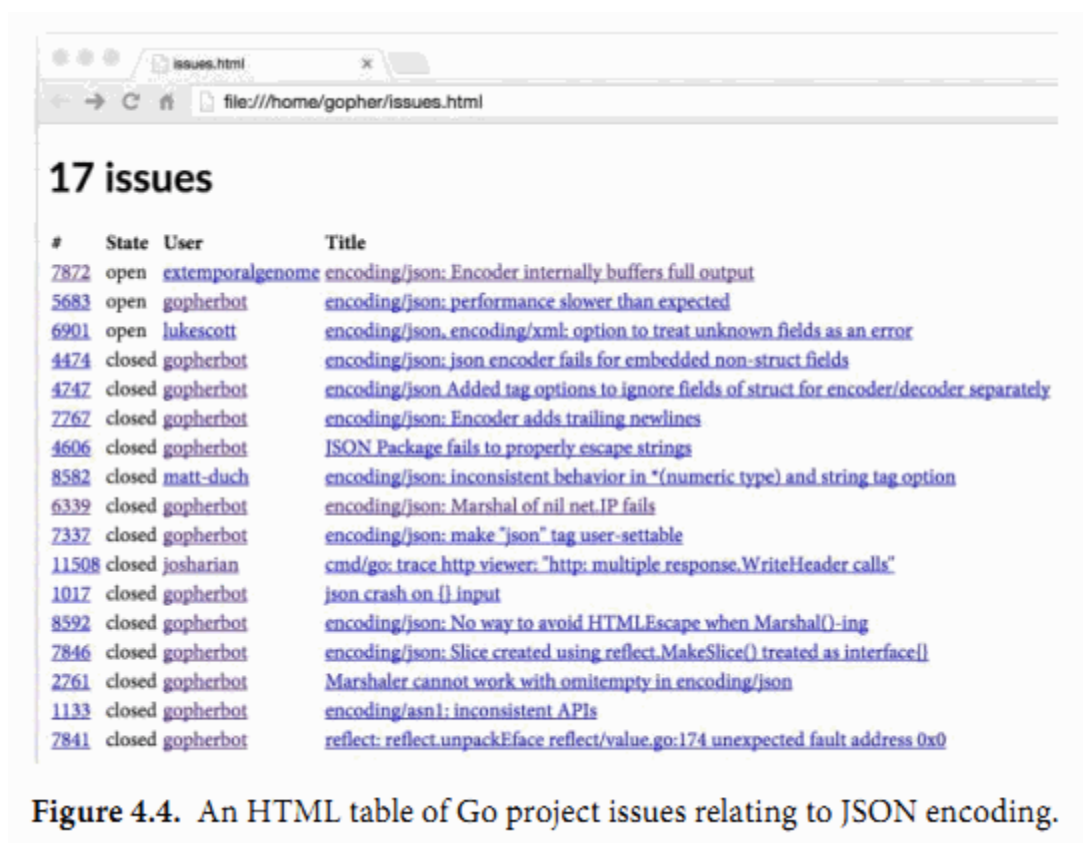 issues.html
file:///home/gopher/issues.html
17 issues
# State User Title
7872 open extemporalgenome encoding/json: Encoder internally buffers full output
5683 open gopherbot encoding/json: performance slower than expected
6901 open lukescott encoding/json, encoding/xml: option to treat unknown fields as an error
4474 closed gopherbot encoding/json: json encoder fails for embedded non-struct fields
4747 closed gopherbot encoding/json Added tag options to ignore fields of struct for encoder/decoder separately
7767 closed gopherbot encoding/json: Encoder adds trailing newlines
4606 closed gopherbot JSON Package fails to properly escape strings
8582 closed matt-duch encoding/json: inconsistent behavior in *(numeric type) and string tag option
6339 closed gopherbot encoding/json: Marshal of nil net.IP fails
7337 closed gopherbot encoding/json: make "json" tag user-settable
11508 closed josharian cmd/go: trace http viewer: "http: multiple response.WriteHeader calls"
1017 closed gopherbot json crash on {} input
8592 closed gopherbot encoding/json: No way to avoid HTMLEscape when Marshal()-ing
7846 closed gopherbot encoding/json: Slice created using reflect.MakeSlice() treated as interface{}
2761 closed gopherbot Marshaler cannot work with omitempty in encoding/json
1133 closed gopherbot encoding/asn1: inconsistent APIs
7841 closed gopherbot reflect: reflect.unpackEface reflect/value.go:174 unexpected fault address 0x0
Figure 4.4. An HTML table of Go project issues relating to JSON encoding.